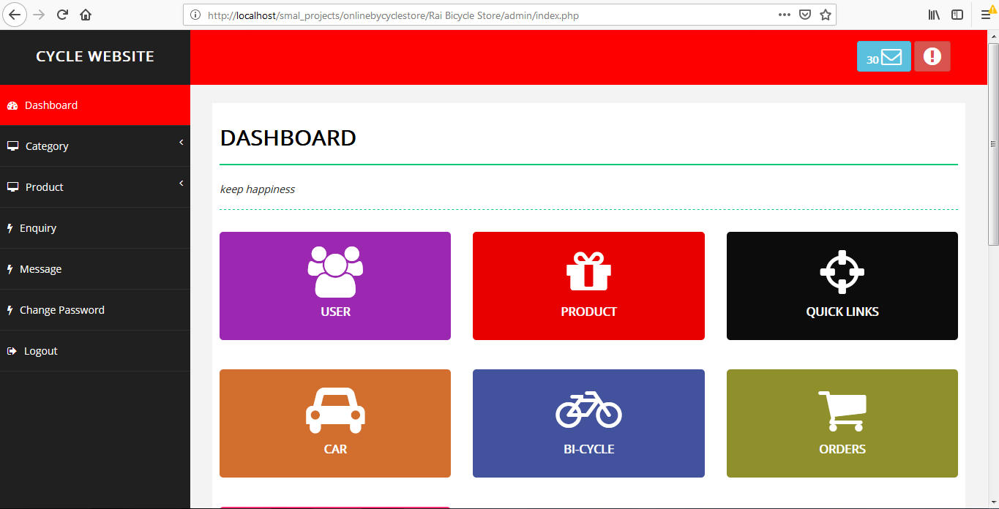 http://localhost/smal_projects/onlinebycyclestore/Rai Bicycle Store/admin/index.php
CYCLE WEBSITE
30
Dashboard
Category
Product
Enquiry
Message
Change Password
Logout
DASHBOARD
keep happiness
USER
PRODUCT
QUICK LINKS
CAR
BI-CYCLE
ORDERS